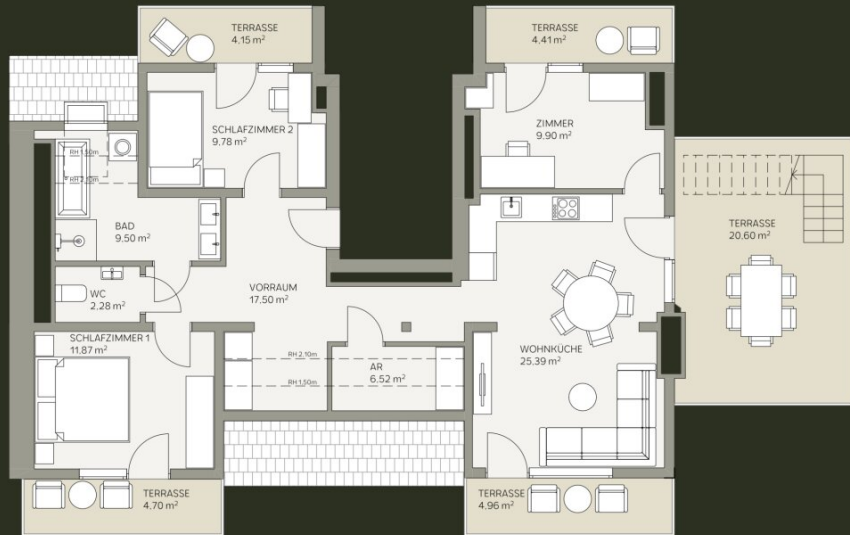 TERRASSE
4.15 m²
TERRASSE
4.41 m²
SCHLAFZIMMER 2
9.78 m²
ZIMMER
9.90 m²
RH 1.50m
RH 2.10m
BAD
9.50 m²
TERRASSE
20.60 m²
WC
2.28 m²
VORRAUM
17.50 m²
SCHLAFZIMMER 1
11.87 m²
RH 2.10m
RH 1.50m
AR
6.52 m²
WOHNKÜCHE
25.39 m²
TERRASSE
4.70 m²
TERRASSE
4.96 m²